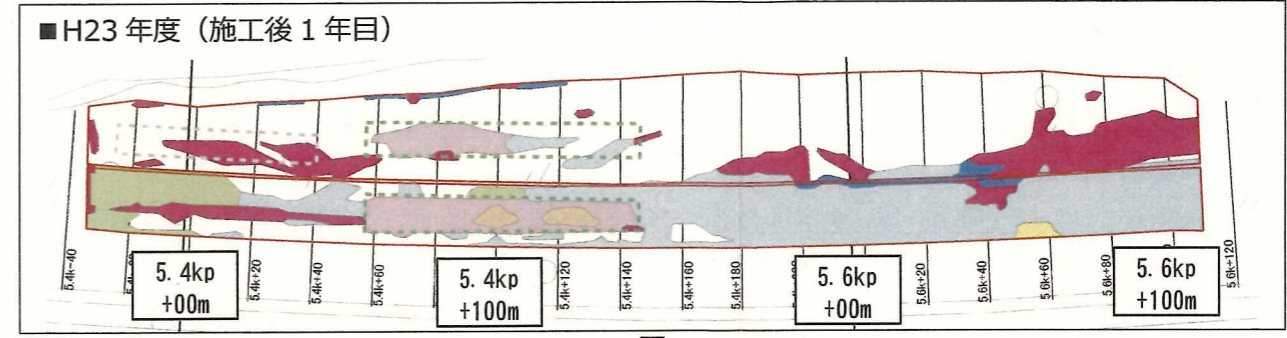 ■H23 年度（施工後 1 年目）
5.4k-40
5.4k+20
5.4k+40
5.4k+60
5.4k+120
5.4k+140
5.4k+160
5.4k+180
5.6k+20
5.6k+40
5.6k+60
5.6k+80
5.6k+120
5. 4kp
+00m
5. 4kp
+100m
5. 6kp
+00m
5. 6kp
+100m